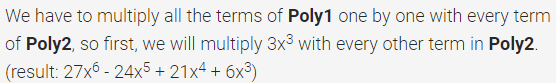 We have to multiply all the terms of Poly1 one by one with every term
of Poly2, so first, we will multiply 3x³ with every other term in Poly2.
(result: 27x⁶ - 24x⁵ + 21x⁴ + 6x³)